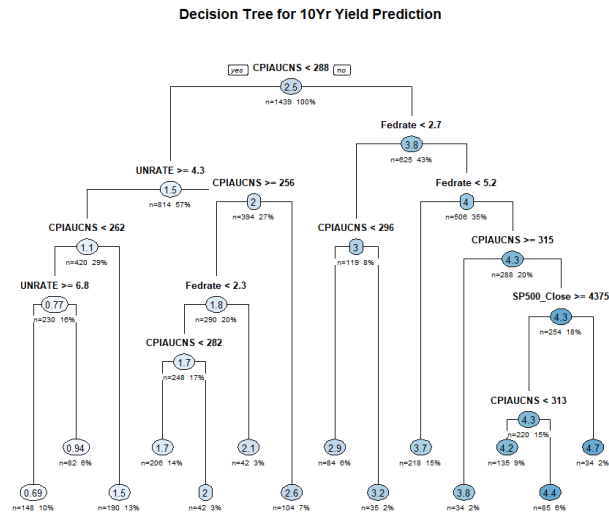 Decision Tree for 10Yr Yield Prediction
yes CPIAUCNS < 288 no
2.5
n=1439 100%
Fedrate < 2.7
3.8
n=625 43%
UNRATE >= 4.3
1.5
n=814 57%
CPIAUCNS >= 256
2
n=394 27%
Fedrate < 5.2
4
n=506 35%
CPIAUCNS < 262
1.1
n=420 29%
CPIAUCNS < 296
3
n=119 8%
CPIAUCNS >= 315
4.3
n=288 20%
UNRATE >= 6.8
0.77
n=230 16%
Fedrate < 2.3
1.8
n=290 20%
SP500_Close >= 4375
4.3
n=254 18%
CPIAUCNS < 282
1.7
n=248 17%
CPIAUCNS < 313
4.3
n=220 15%
0.94
n=82 6%
1.7
n=206 14%
2.1
n=42 3%
2.9
n=84 6%
3.7
n=218 15%
4.2
n=135 9%
4.7
n=34 2%
0.69
n=148 10%
1.5
n=190 13%
2
n=42 3%
2.6
n=104 7%
3.2
n=35 2%
3.8
n=34 2%
4.4
n=85 6%